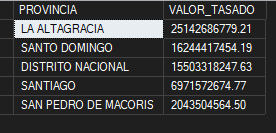 PROVINCIA VALOR_TASADO
LA ALTAGRACIA 25142686779.21
SANTO DOMINGO 16244417454.19
DISTRITO NACIONAL 15503318247.63
SANTIAGO 6971572674.77
SAN PEDRO DE MACORIS 2043504564.50